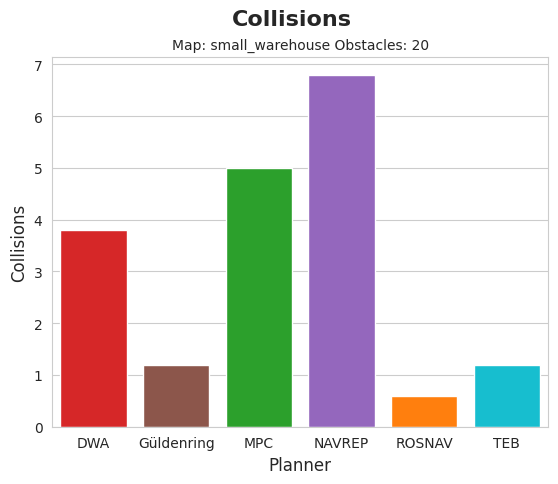 Collisions
Map: small_warehouse Obstacles: 20
7
6
5
4
3
2
1
0
Collisions
DWA Güldenring MPC NAVREP ROSNAV TEB
Planner